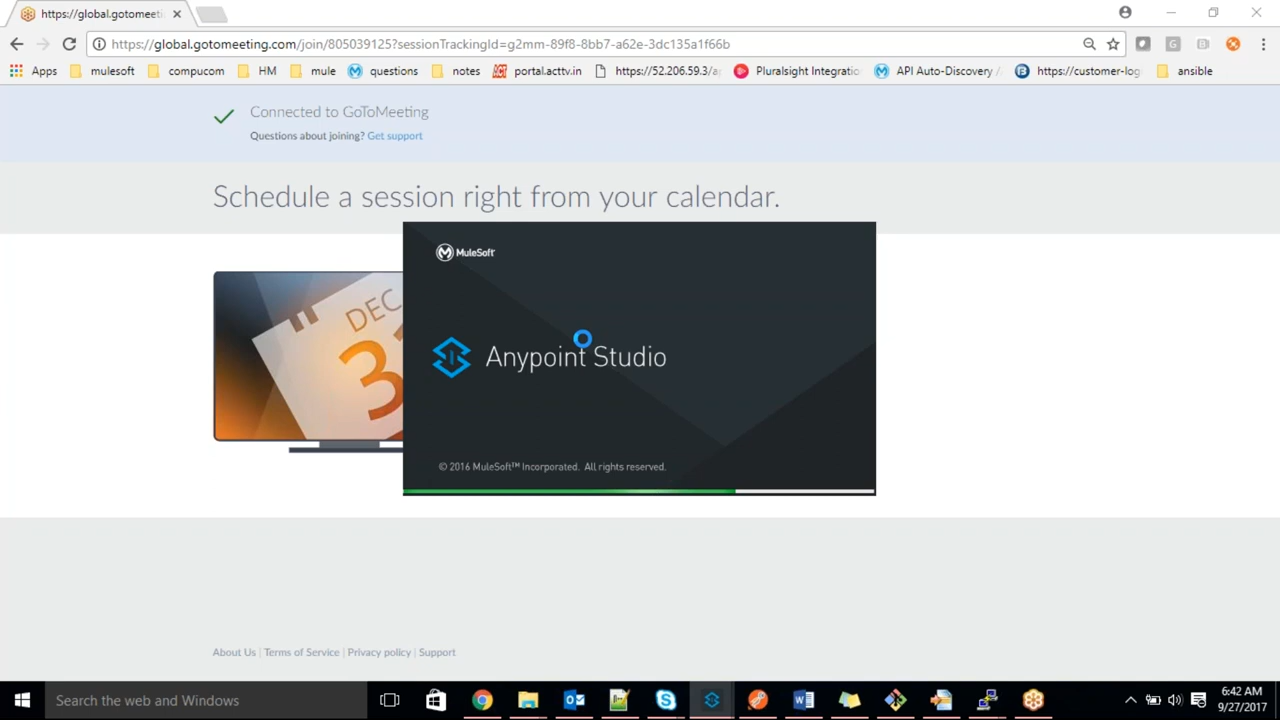 https://global.gotomeeti
https://global.gotomeeting.com/join/805039125?sessionTrackingId=g2mm-89f8-8bb7-a62e-3dc135a1f66b
Apps mulesoft compucom HM mule questions notes portal.acttv.in https://52.206.59.3/a Pluralsight Integratio API Auto-Discovery / https://customer-log ansible
Connected to GoToMeeting
Questions about joining? Get support
Schedule a session right from your calendar.
DEC
MuleSoft
Anypoint Studio
© 2016 MuleSoft™ Incorporated. All rights reserved.
About Us | Terms of Service | Privacy policy | Support
Search the web and Windows
6:42 AM
9/27/2017